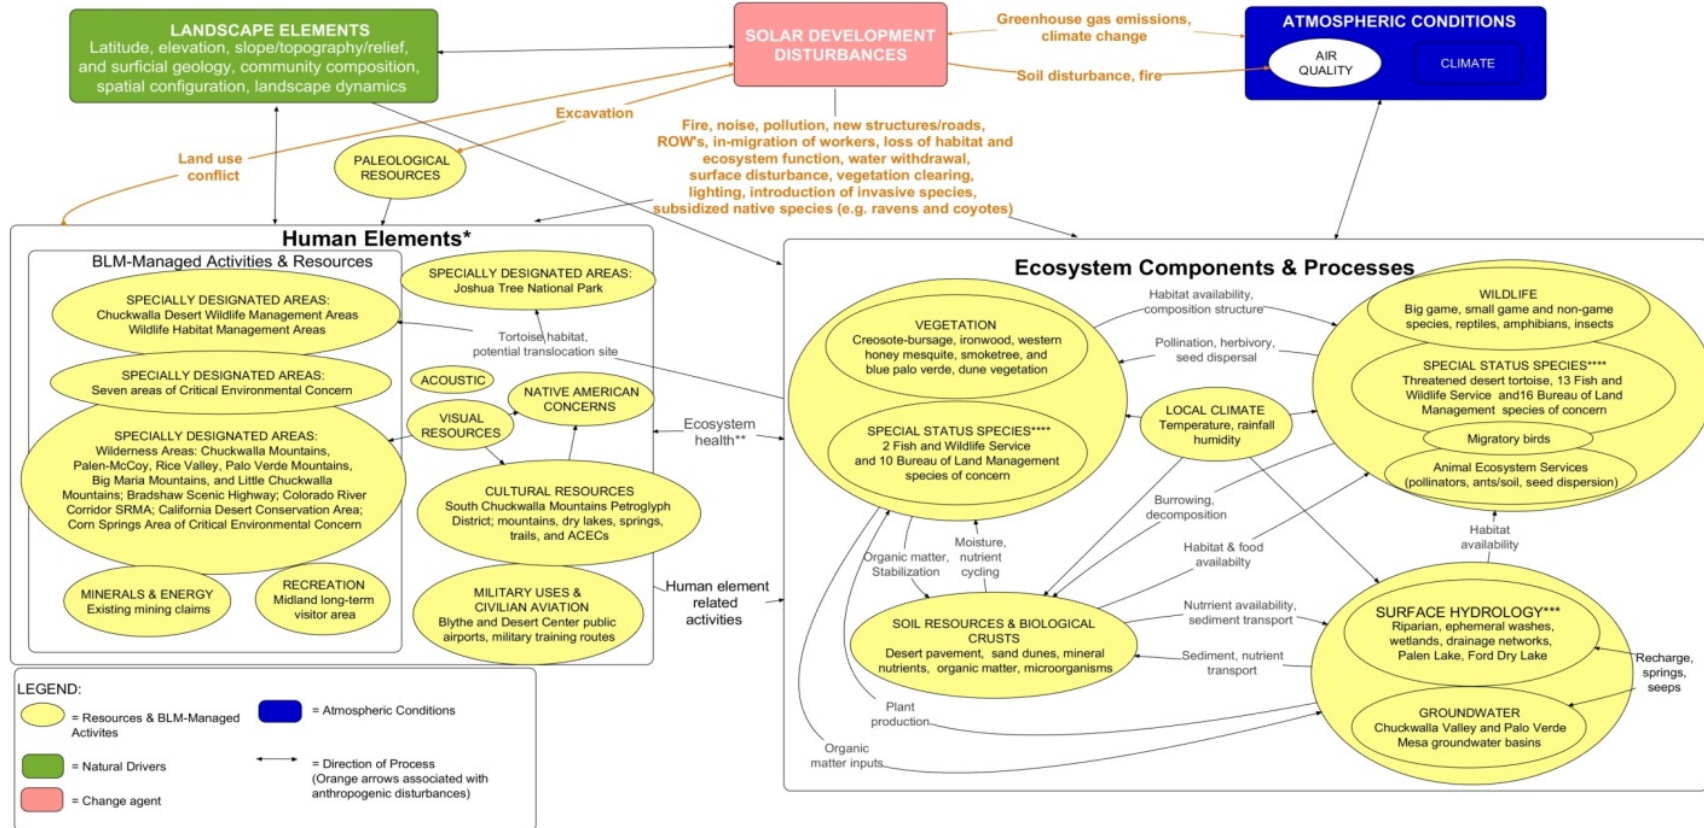 LANDSCAPE ELEMENTS
Latitude, elevation, slope/topography/relief,
and surficial geology, community composition,
spatial configuration, landscape dynamics
SOLAR DEVELOPMENT
DISTURBANCES
Greenhouse gas emissions,
climate change
Soil disturbance, fire
ATMOSPHERIC CONDITIONS
AIR
QUALITY
CLIMATE
Excavation
Land use
conflict
PALEOLOGICAL
RESOURCES
Fire, noise, pollution, new structures/roads,
ROW's, in-migration of workers, loss of habitat and
ecosystem function, water withdrawal,
surface disturbance, vegetation clearing,
lighting, introduction of invasive species,
subsidized native species (e.g. ravens and coyotes)
Human Elements*
BLM-Managed Activities & Resources
SPECIALLY DESIGNATED AREAS:
Chuckwalla Desert Wildlife Management Areas
Wildlife Habitat Management Areas
SPECIALLY DESIGNATED AREAS:
Seven areas of Critical Environmental Concern
SPECIALLY DESIGNATED AREAS:
Wilderness Areas: Chuckwalla Mountains,
Palen-McCoy, Rice Valley, Palo Verde Mountains,
Big Maria Mountains, and Little Chuckwalla
Mountains; Bradshaw Scenic Highway; Colorado River
Corridor SRMA; California Desert Conservation Area;
Corn Springs Area of Critical Environmental Concern
MINERALS & ENERGY
Existing mining claims
RECREATION
Midland long-term
visitor area
SPECIALLY DESIGNATED AREAS:
Joshua Tree National Park
Tortoise habitat,
potential translocation site
ACOUSTIC
VISUAL
RESOURCES
NATIVE AMERICAN
CONCERNS
CULTURAL RESOURCES
South Chuckwalla Mountains Petroglyph
District; mountains, dry lakes, springs,
trails, and ACECs
MILITARY USES &
CIVILIAN AVIATION
Blythe and Desert Center public
airports, military training routes
Ecosystem
health**
Human element
related
activities
Ecosystem Components & Processes
VEGETATION
Creosote-bursage, ironwood, western
honey mesquite, smoketree, and
blue palo verde, dune vegetation
SPECIAL STATUS SPECIES****
2 Fish and Wildlife Service
and 10 Bureau of Land Management
species of concern
Habitat availability,
composition structure
Pollination, herbivory,
seed dispersal
LOCAL CLIMATE
Temperature, rainfall
humidity
WILDLIFE
Big game, small game and non-game
species, reptiles, amphibians, insects
SPECIAL STATUS SPECIES****
Threatened desert tortoise, 13 Fish and
Wildlife Service and16 Bureau of Land
Management species of concern
Migratory birds
Animal Ecosystem Services
(pollinators, ants/soil, seed dispersion)
Burrowing,
decomposition
Organic matter,
Stabilization
Moisture,
nutrient
cycling
Habitat & food
availabilty
Habitat
availability
SOIL RESOURCES & BIOLOGICAL
CRUSTS
Desert pavement, sand dunes, mineral
nutrients, organic matter, microorganisms
Nutrient availability,
sediment transport
Sediment, nutrient
transport
SURFACE HYDROLOGY***
Riparian, ephemeral washes,
wetlands, drainage networks,
Palen Lake, Ford Dry Lake
Recharge,
springs,
seeps
GROUNDWATER
Chuckwalla Valley and Palo Verde
Mesa groundwater basins
Plant
production
Organic
matter inputs
LEGEND:
= Resources & BLM-Managed
Activites
= Atmospheric Conditions
= Natural Drivers
= Direction of Process
(Orange arrows associated with
anthropogenic disturbances)
= Change agent